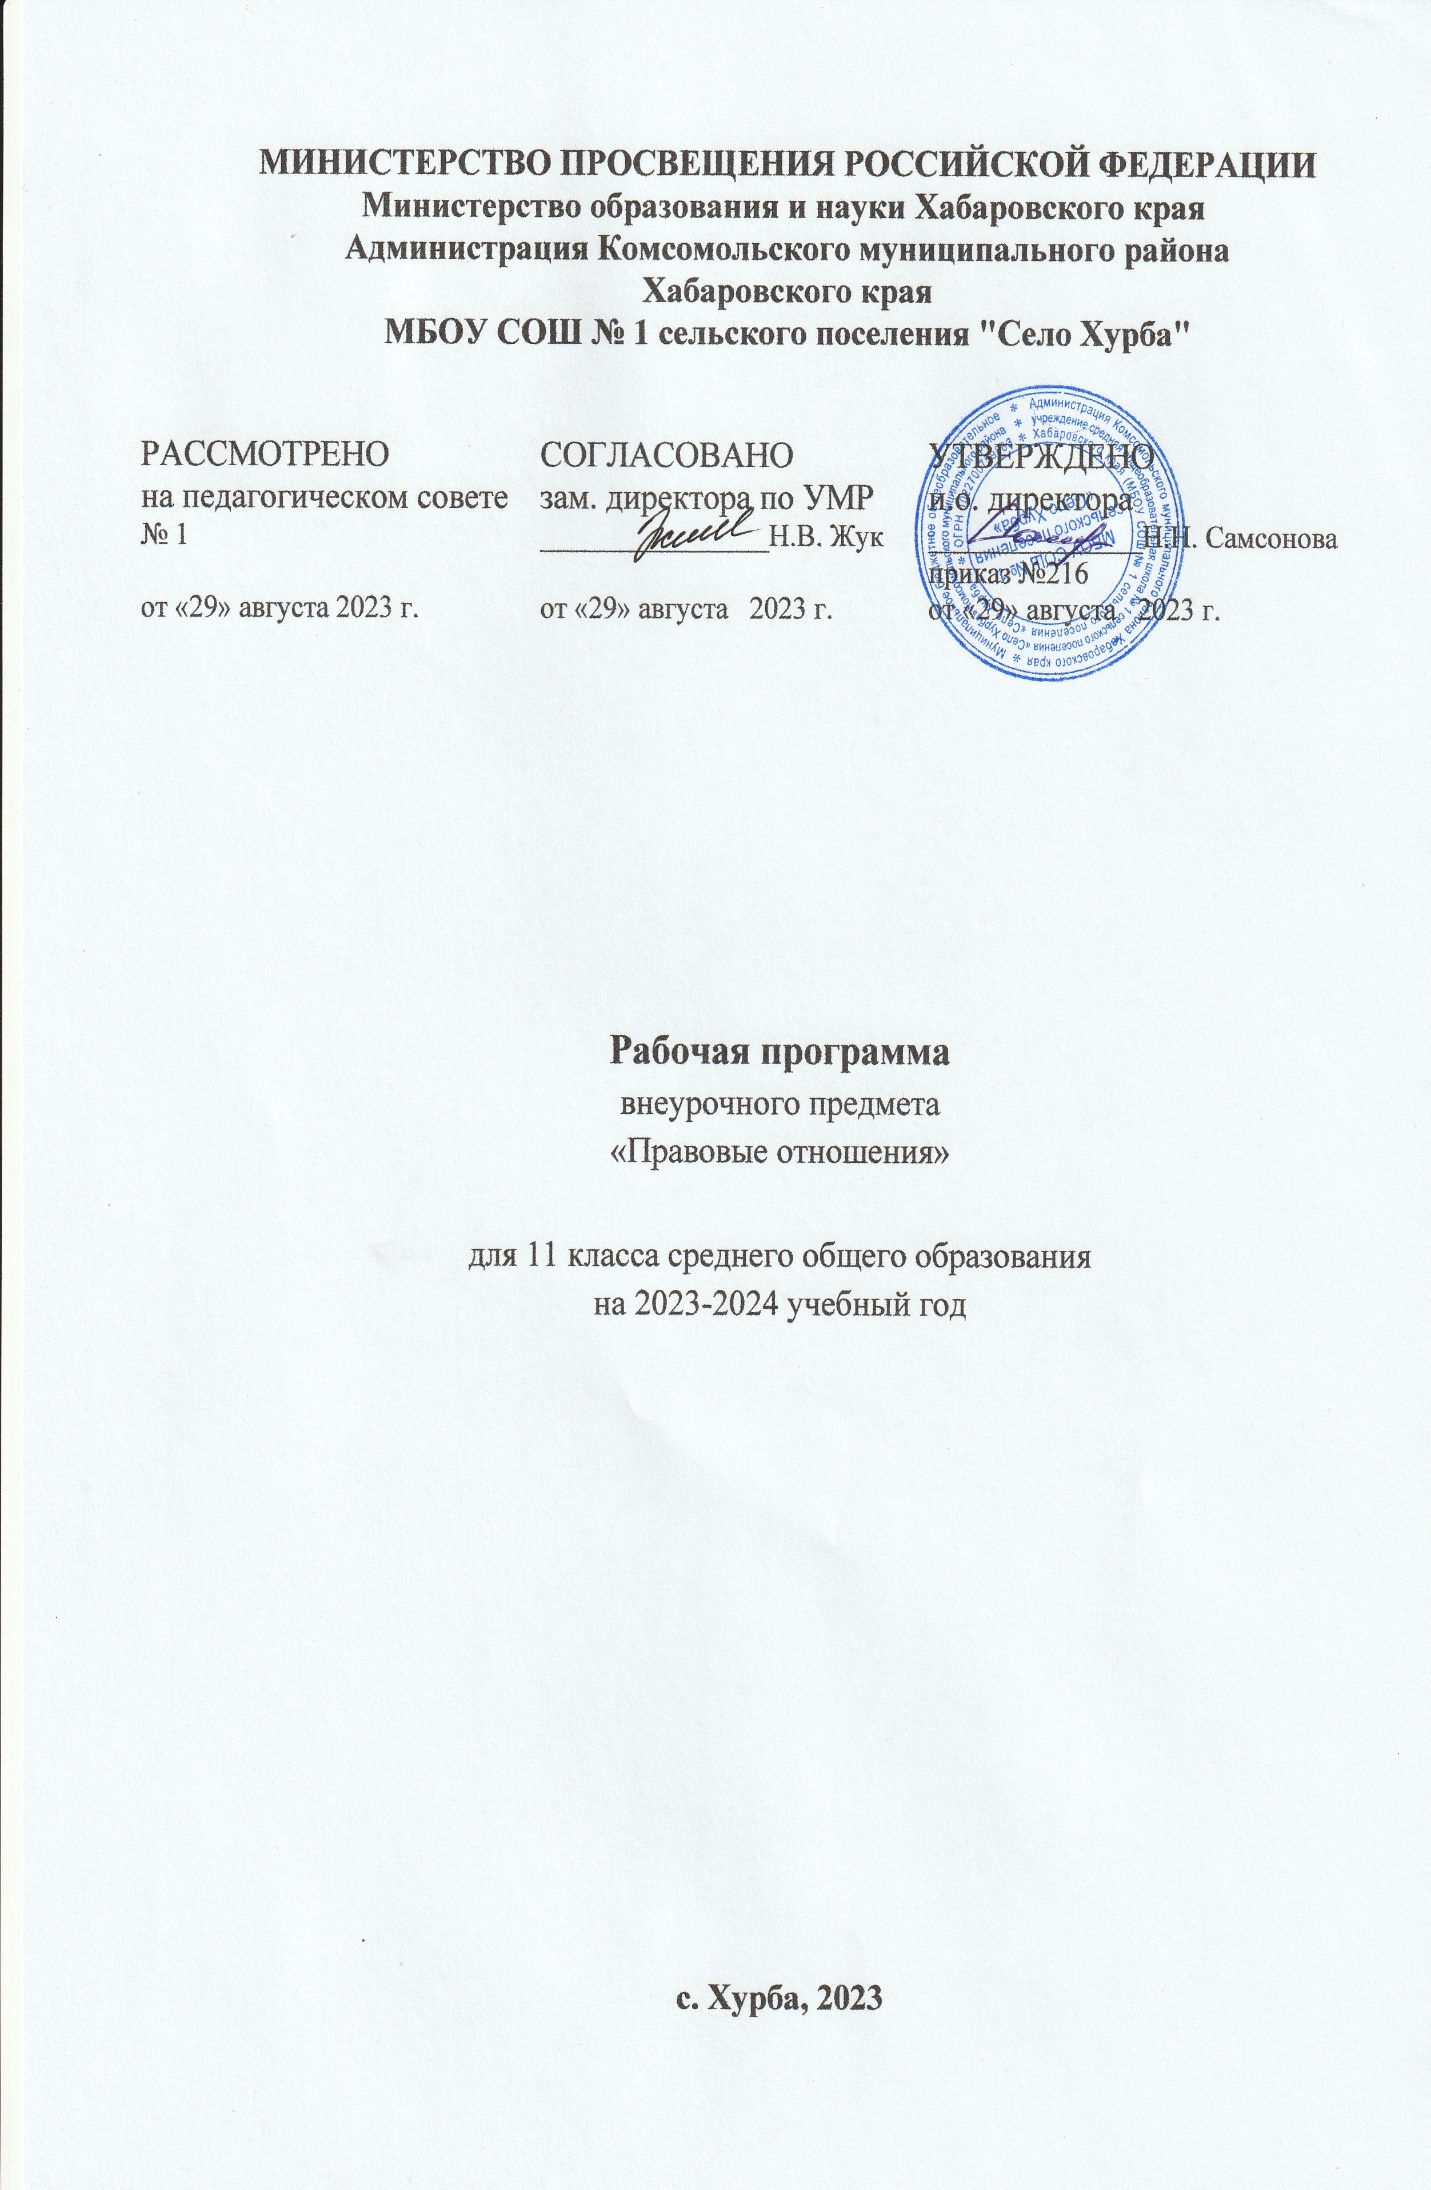 МИНИСТЕРСТВО ПРОСВЕЩЕНИЯ РОССИЙСКОЙ ФЕДЕРАЦИИ
Министерство образования и науки Хабаровского края
Администрация Комсомольского муниципального района
Хабаровского края
МБОУ СОШ № 1 сельского поселения "Село Хурба"
РАССМОТРЕНО
на педагогическом совете
№ 1
от «29» августа 2023 г.
СОГЛАСОВАНО
зам. директора по УМР
Н.В. Жук
от «29» августа 2023 г.
УТВЕРЖДЕНО
и.о. директора
Н.Н. Самсонова
приказ №216
от «29» августа 2023 г.
Рабочая программа
внеурочного предмета
«Правовые отношения»
для 11 класса среднего общего образования
на 2023-2024 учебный год
с. Хурба, 2023